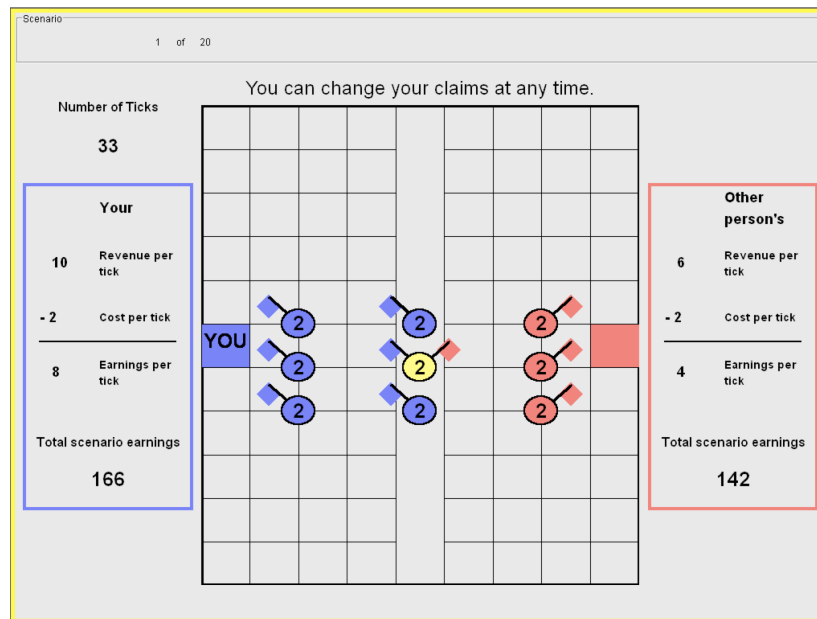 Scenario
1 of 20
You can change your claims at any time.
Number of Ticks
33
Your
10 Revenue per tick
- 2 Cost per tick
8 Earnings per tick
Total scenario earnings
166
YOU
2 2 2
2 2 2
2 2 2
Other
person's
6 Revenue per tick
- 2 Cost per tick
4 Earnings per tick
Total scenario earnings
142